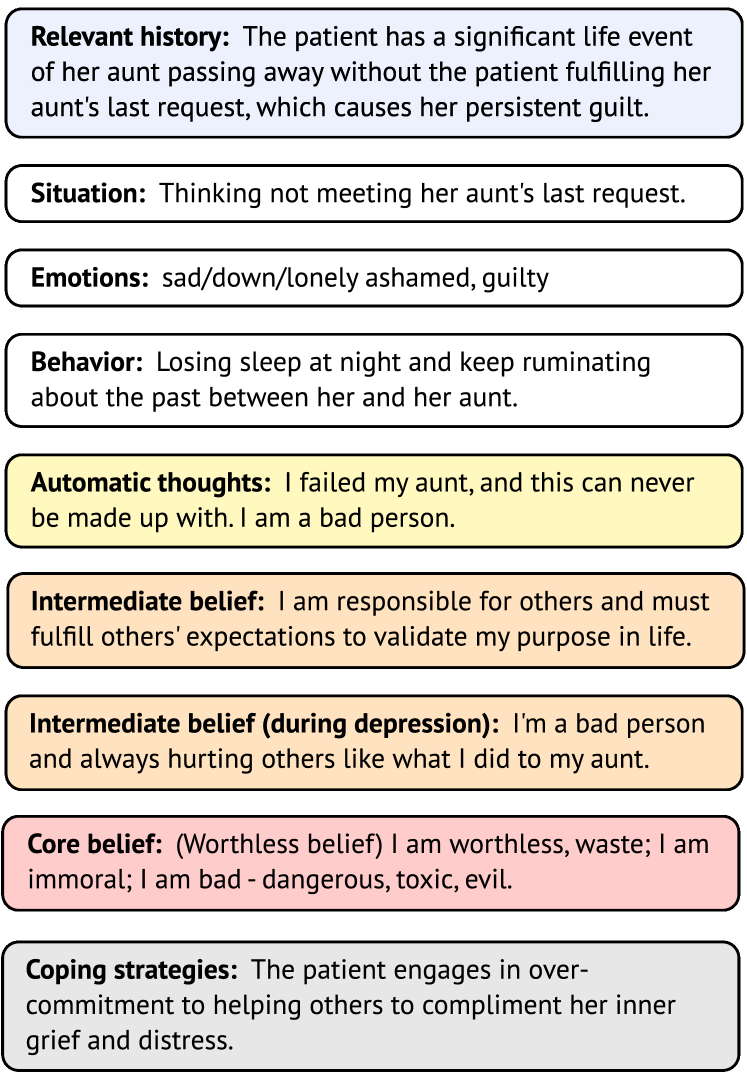 Relevant history: The patient has a significant life event
of her aunt passing away without the patient fulfilling her
aunt's last request, which causes her persistent guilt.
Situation: Thinking not meeting her aunt's last request.
Emotions: sad/down/lonely ashamed, guilty
Behavior: Losing sleep at night and keep ruminating
about the past between her and her aunt.
Automatic thoughts: I failed my aunt, and this can never
be made up with. I am a bad person.
Intermediate belief: I am responsible for others and must
fulfill others' expectations to validate my purpose in life.
Intermediate belief (during depression): I'm a bad person
and always hurting others like what I did to my aunt.
Core belief: (Worthless belief) I am worthless, waste; I am
immoral; I am bad - dangerous, toxic, evil.
Coping strategies: The patient engages in over-
commitment to helping others to compliment her inner
grief and distress.